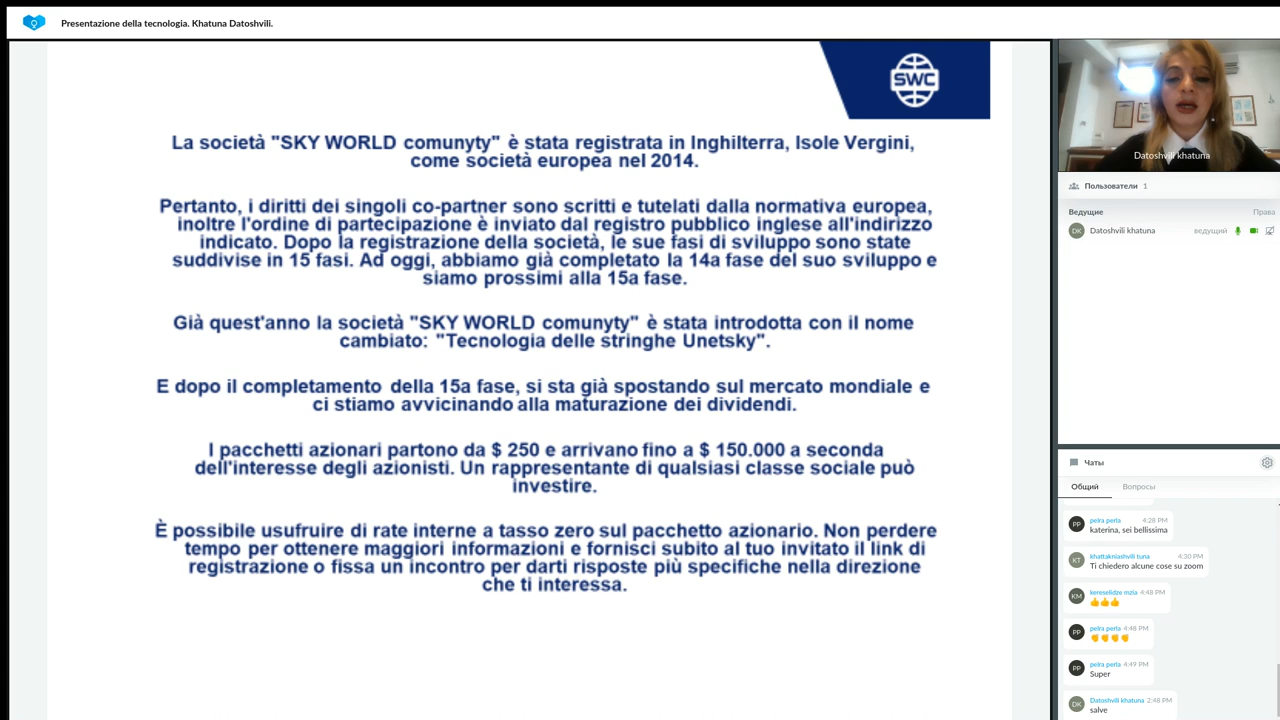 Presentazione della tecnologia. Khatuna Datoshvili.
SWC
La società "SKY WORLD comunyty" è stata registrata in Inghilterra, Isole Vergini,
come società europea nel 2014.
Pertanto, i diritti dei singoli co-partner sono scritti e tutelati dalla normativa europea,
inoltre l'ordine di partecipazione è inviato dal registro pubblico inglese all'indirizzo
indicato. Dopo la registrazione della società, le sue fasi di sviluppo sono state
suddivise in 15 fasi. Ad oggi, abbiamo già completato la 14a fase del suo sviluppo e
siamo prossimi alla 15a fase.
Già quest'anno la società "SKY WORLD comunyty" è stata introdotta con il nome
cambiato: "Tecnologia delle stringhe Unetsky".
E dopo il completamento della 15a fase, si sta già spostando sul mercato mondiale e
ci stiamo avvicinando alla maturazione dei dividendi.
I pacchetti azionari partono da $ 250 e arrivano fino a $ 150.000 a seconda
dell'interesse degli azionisti. Un rappresentante di qualsiasi classe sociale può
investire.
È possibile usufruire di rate interne a tasso zero sul pacchetto azionario. Non perdere
tempo per ottenere maggiori informazioni e fornisci subito al tuo invitato il link di
registrazione o fissa un incontro per darti risposte più specifiche nella direzione
che ti interessa.
Datoshvili khatuna
Пользователи 1
Ведущие Права
DK Datoshvili khatuna ведущий
Чаты
Общий Вопросы
PP pelra perla 4:28 PM
katerina, sei bellissima
KT khattakniashvili tuna 4:30 PM
Ti chiedero alcune cose su zoom
KM kereselidze mzia 4:48 PM
👍👍👍
PP pelra perla 4:48 PM
PP pelra perla 4:49 PM
Super
DK Datoshvili khatuna 2:48 PM
salve